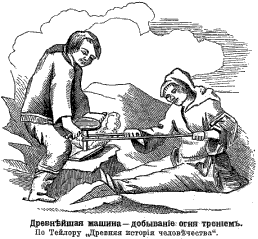 Древнѣйшая машина — добываніе огня треніемъ.
По Тейлору „Древняя исторія человѣчества“.